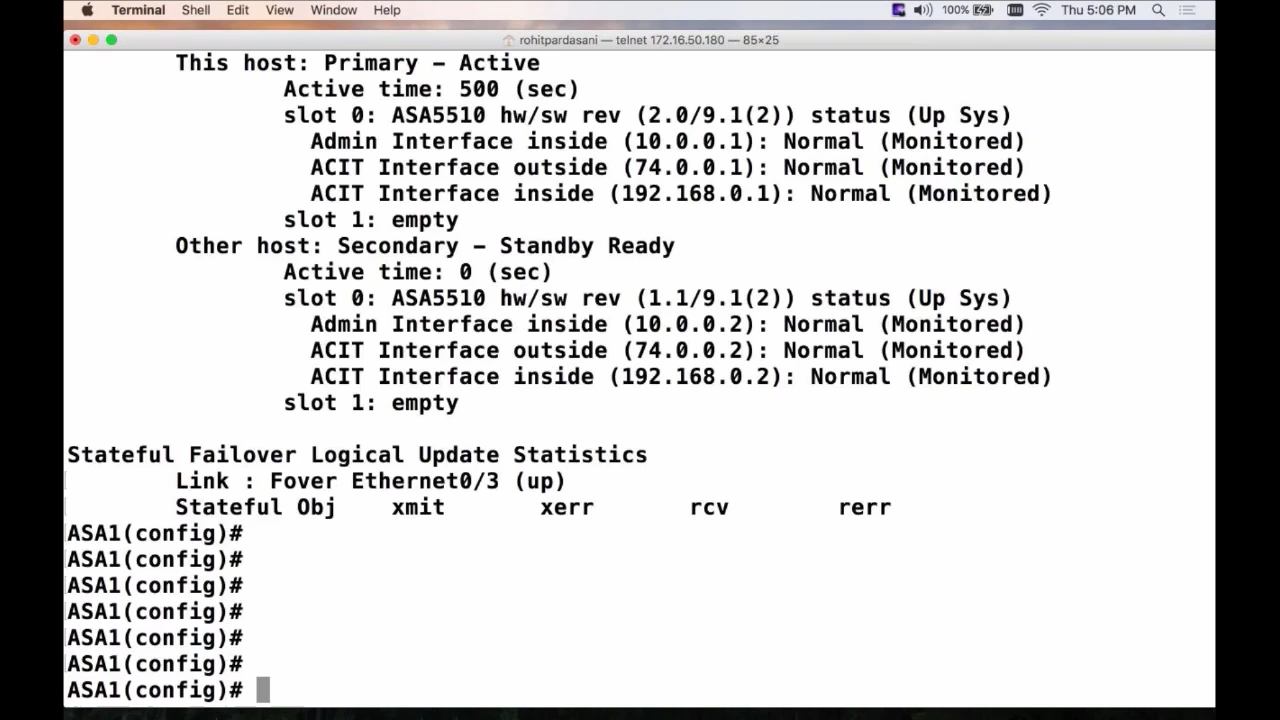 Terminal Shell Edit View Window Help 100% Thu 5:06 PM
rohitpardasani — telnet 172.16.50.180 — 85×25
This host: Primary - Active
Active time: 500 (sec)
slot 0: ASA5510 hw/sw rev (2.0/9.1(2)) status (Up Sys)
Admin Interface inside (10.0.0.1): Normal (Monitored)
ACIT Interface outside (74.0.0.1): Normal (Monitored)
ACIT Interface inside (192.168.0.1): Normal (Monitored)
slot 1: empty
Other host: Secondary - Standby Ready
Active time: 0 (sec)
slot 0: ASA5510 hw/sw rev (1.1/9.1(2)) status (Up Sys)
Admin Interface inside (10.0.0.2): Normal (Monitored)
ACIT Interface outside (74.0.0.2): Normal (Monitored)
ACIT Interface inside (192.168.0.2): Normal (Monitored)
slot 1: empty
Stateful Failover Logical Update Statistics
Link : Fover Ethernet0/3 (up)
Stateful Obj xmit xerr rcv rerr
ASA1(config)#
ASA1(config)#
ASA1(config)#
ASA1(config)#
ASA1(config)#
ASA1(config)#
ASA1(config)#